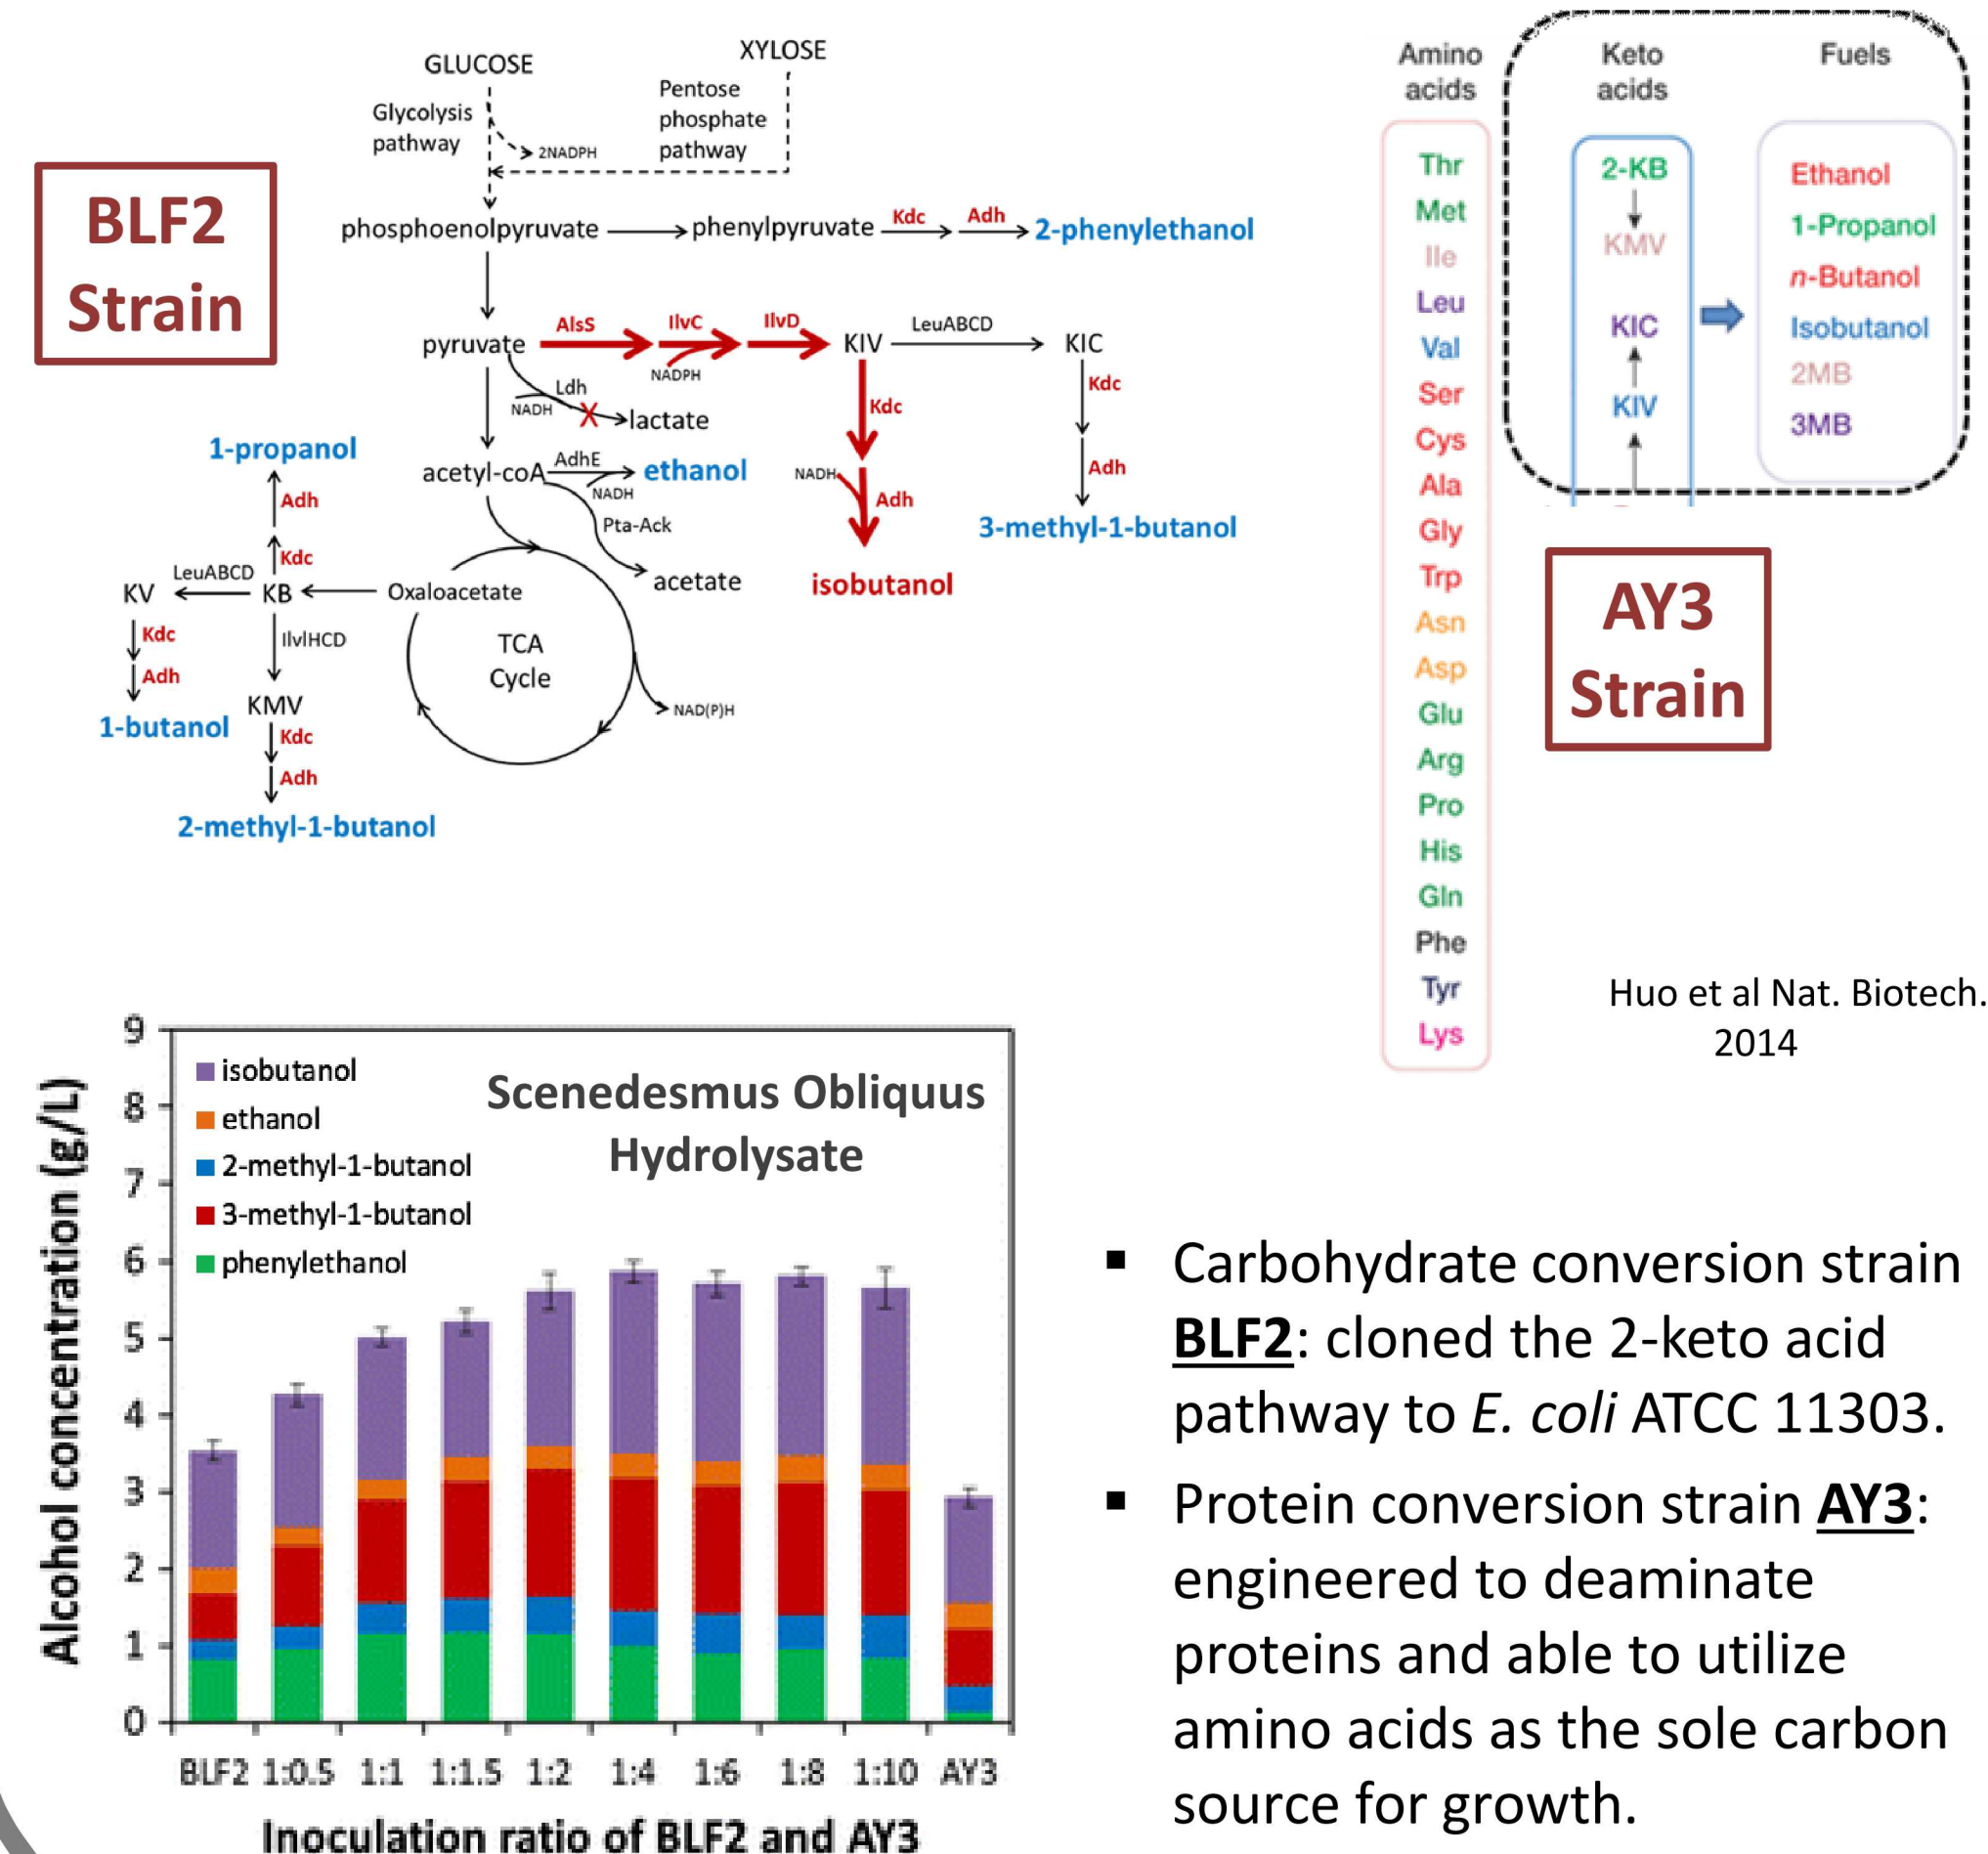 BLF2
Strain
GLUCOSE
XYLOSE
Glycolysis
pathway
2NADPH
Pentose
phosphate
pathway
phosphoenolpyruvate
phenylpyruvate
Kdc
Adh
2-phenylethanol
pyruvate
AlsS
IlvC
IlvD
NADPH
KIV
LeuABCD
KIC
Ldh
NADH
X
lactate
Kdc
NADH
Adh
isobutanol
Kdc
Adh
3-methyl-1-butanol
acetyl-coA
AdhE
NADH
ethanol
Pta-Ack
acetate
1-propanol
Adh
Kdc
LeuABCD
KV
KB
Oxaloacetate
Kdc
Adh
1-butanol
IlvIHCD
KMV
Kdc
Adh
2-methyl-1-butanol
TCA
Cycle
NAD(P)H
Amino
acids
Keto
acids
Fuels
Thr
Met
Ile
Leu
Val
Ser
Cys
Ala
Gly
Trp
Asn
Asp
Glu
Arg
Pro
His
Gln
Phe
Tyr
Lys
2-KB
KMV
KIC
KIV
Ethanol
1-Propanol
n-Butanol
Isobutanol
2MB
3MB
AY3
Strain
Huo et al Nat. Biotech.
2014
Alcohol concentration (g/L)
9
8
7
6
5
4
3
2
1
0
isobutanol
ethanol
2-methyl-1-butanol
3-methyl-1-butanol
phenylethanol
Scenedesmus Obliquus
Hydrolysate
BLF2 1:0.5 1:1 1:1.5 1:2 1:4 1:6 1:8 1:10 AY3
Inoculation ratio of BLF2 and AY3
▪ Carbohydrate conversion strain
BLF2: cloned the 2-keto acid
pathway to E. coli ATCC 11303.
▪ Protein conversion strain AY3:
engineered to deaminate
proteins and able to utilize
amino acids as the sole carbon
source for growth.